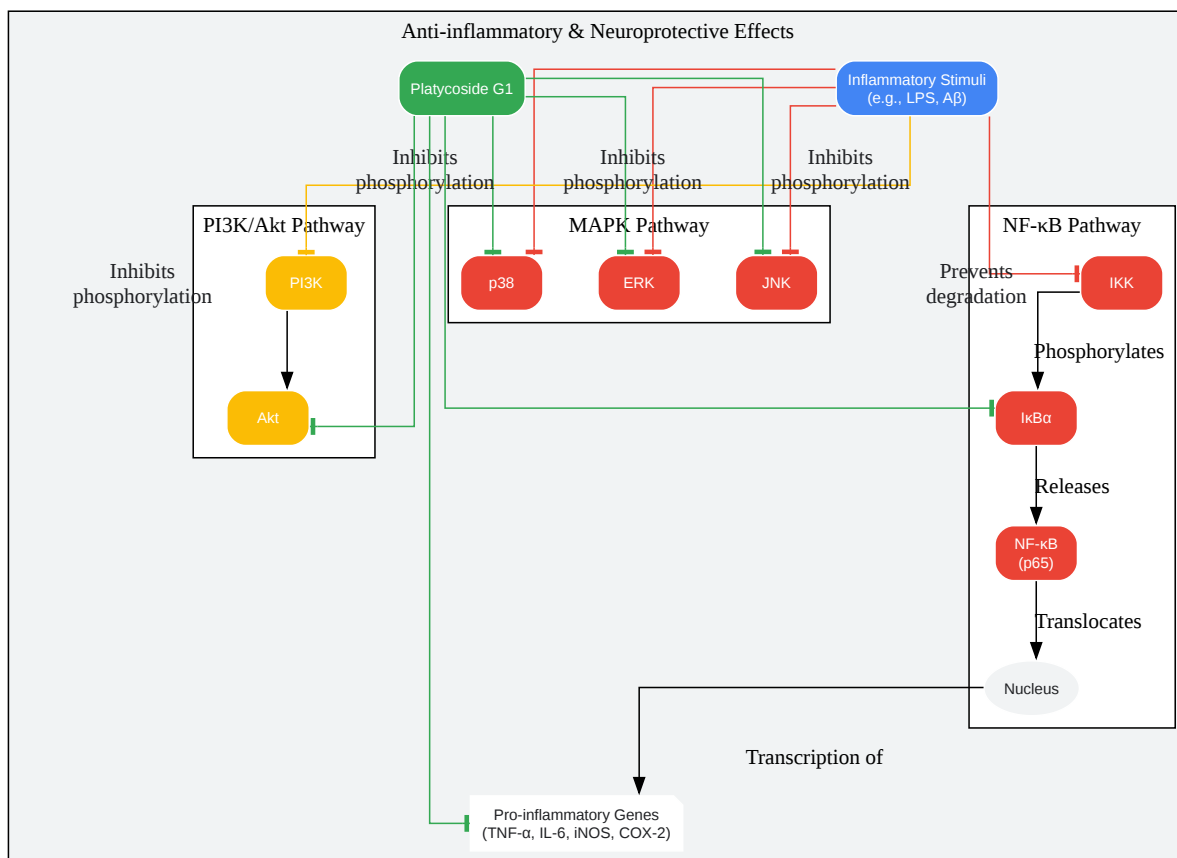 Anti-inflammatory & Neuroprotective Effects
Platycoside G1
Inflammatory Stimuli
(e.g., LPS, Aβ)
Inhibits
phosphorylation
Inhibits
phosphorylation
Inhibits
phosphorylation
PI3K/Akt Pathway
MAPK Pathway
NF-κB Pathway
Inhibits
phosphorylation
PI3K
p38
ERK
JNK
Prevents
degradation
IKK
Phosphorylates
Akt
IκBα
Releases
NF-κB
(p65)
Translocates
Nucleus
Transcription of
Pro-inflammatory Genes
(TNF-α, IL-6, iNOS, COX-2)